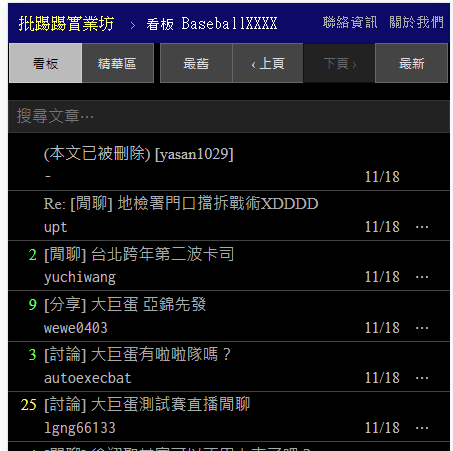 批踢踢實業坊 › 看板 BaseballXXXX 聯絡資訊 關於我們
看板 精華區 最舊 ‹ 上頁 下頁 › 最新
搜尋文章⋯
(本文已被刪除) [yasan1029]
- 11/18
Re: [閒聊] 地檢署門口擋拆戰術XDDDD
upt 11/18 ⋯
2 [閒聊] 台北跨年第二波卡司
yuchiwang 11/18 ⋯
9 [分享] 大巨蛋 亞錦先發
wewe0403 11/18 ⋯
3 [討論] 大巨蛋有啦啦隊嗎？
autoexecbat 11/18 ⋯
25 [討論] 大巨蛋測試賽直播閒聊
lgng66133 11/18 ⋯